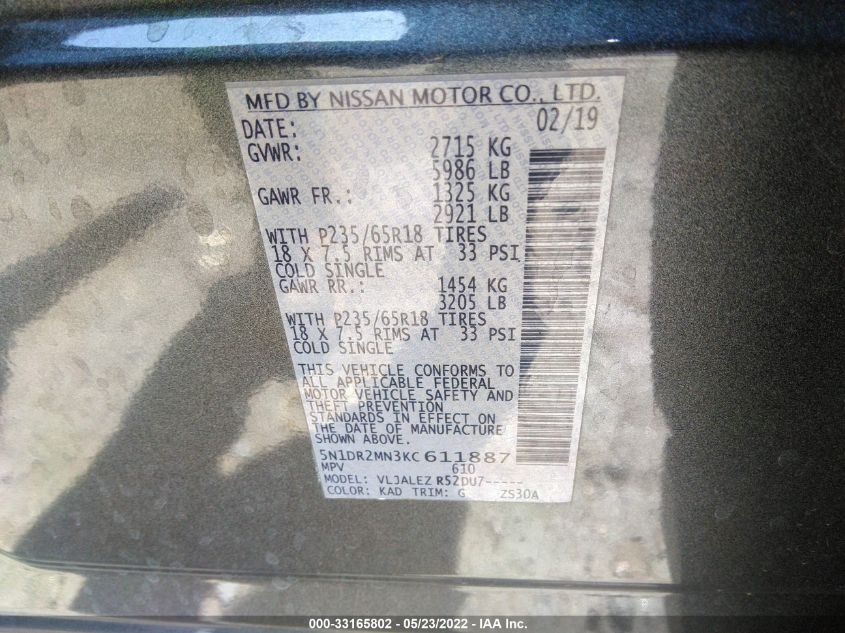 MFD BY NISSAN MOTOR CO., LTD.
DATE: 02/19
GVWR: 2715 KG
5986 LB
GAWR FR.: 1325 KG
2921 LB
WITH P235/65R18 TIRES
18 X 7.5 RIMS AT 33 PSI
COLD SINGLE
GAWR RR.: 1454 KG
3205 LB
WITH P235/65R18 TIRES
18 X 7.5 RIMS AT 33 PSI
COLD SINGLE
THIS VEHICLE CONFORMS TO
ALL APPLICABLE FEDERAL
MOTOR VEHICLE SAFETY AND
THEFT PREVENTION
STANDARDS IN EFFECT ON
THE DATE OF MANUFACTURE
SHOWN ABOVE.
5N1DR2MN3KC611887
MPV 610
MODEL: VLJALEZ R52DU7-----
COLOR: KAD TRIM: G ZS30A
000-33165802 - 05/23/2022 - IAA Inc.